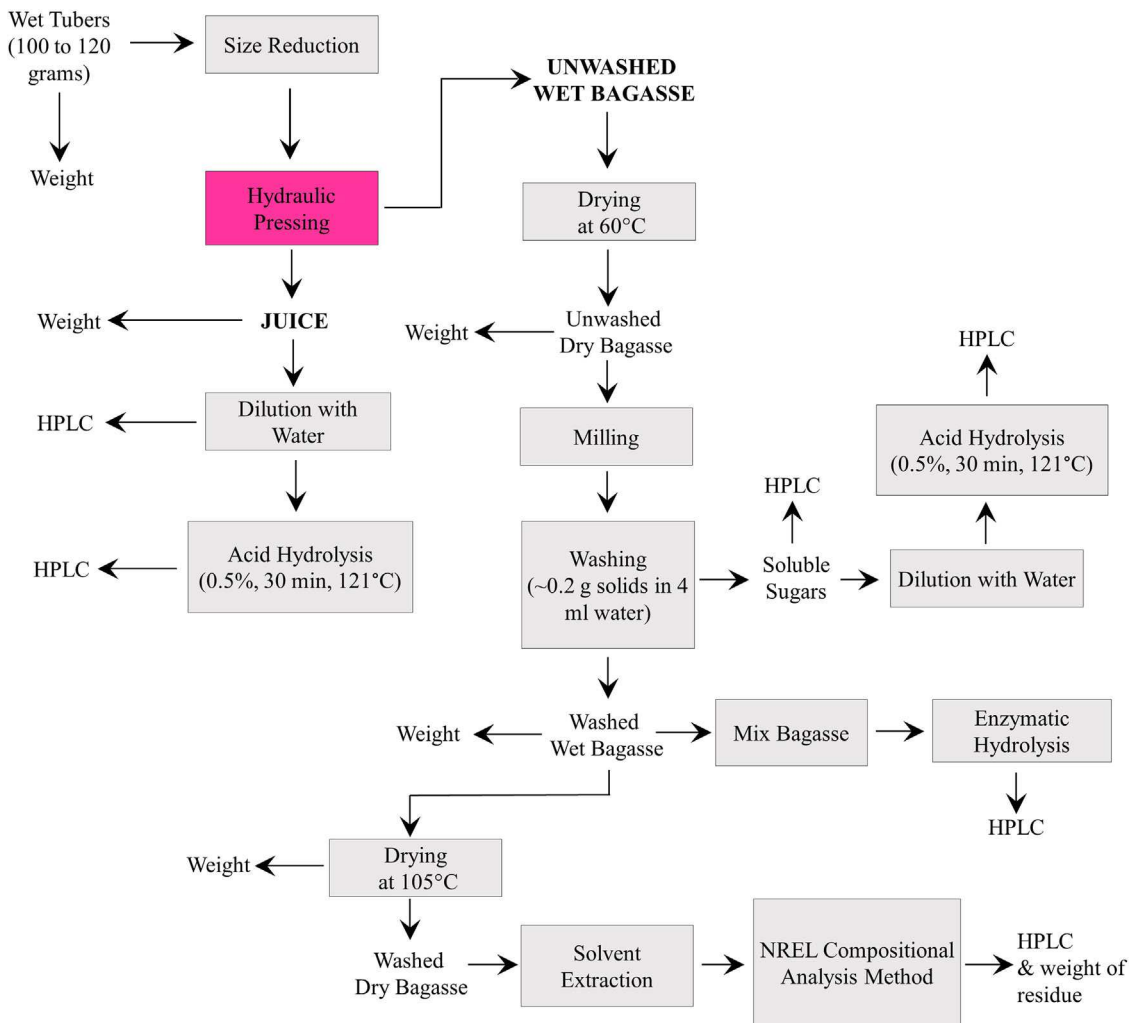 Wet Tubers
(100 to 120
grams)
Size Reduction
UNWASHED
WET BAGASSE
Weight
Hydraulic
Pressing
Drying
at 60°C
Weight
JUICE
Weight
Unwashed
Dry Bagasse
HPLC
HPLC
Dilution with
Water
Milling
Acid Hydrolysis
(0.5%, 30 min, 121°C)
HPLC
HPLC
Acid Hydrolysis
(0.5%, 30 min, 121°C)
Washing
(~0.2 g solids in 4
ml water)
Soluble
Sugars
Dilution with Water
Weight
Washed
Wet Bagasse
Mix Bagasse
Enzymatic
Hydrolysis
HPLC
Weight
Drying
at 105°C
Washed
Dry Bagasse
Solvent
Extraction
NREL Compositional
Analysis Method
HPLC
& weight of
residue